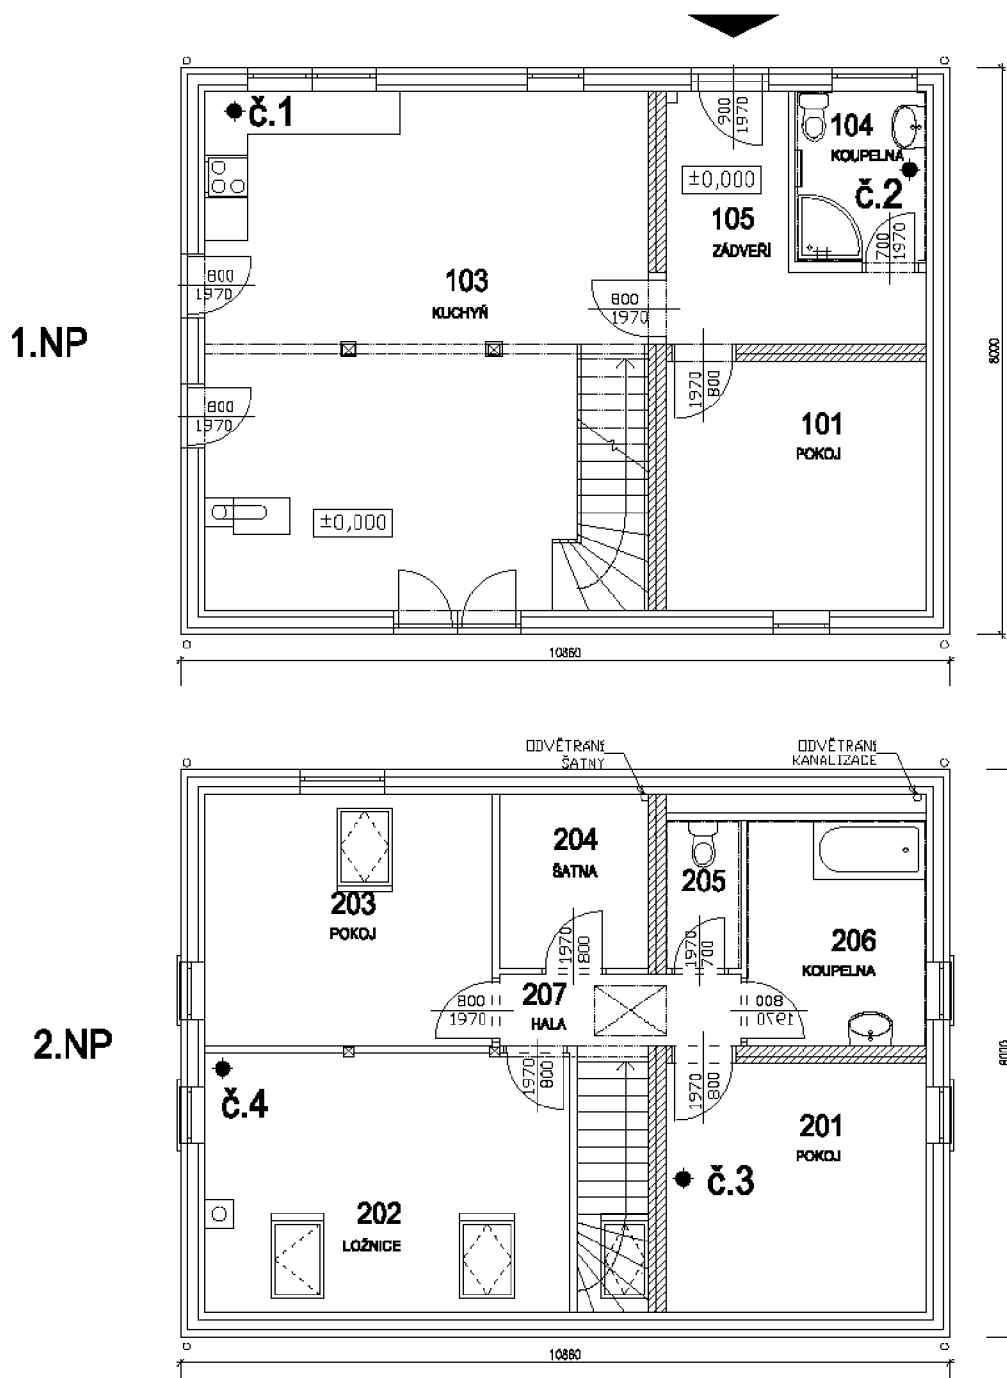 č.1
900
1970
104
KOUPELNA
±0,000
č.2
105
ZÁDVEŘÍ
700
1970
800
1970
103
KUCHYŇ
800
1970
1.NP
8000
1970
800
800
1970
101
POKOJ
±0,000
10860
ODVĚTRÁNÍ
ŠATNY
ODVĚTRÁNÍ
KANALIZACE
204
ŠATNA
205
203
POKOJ
206
KOUPELNA
1970
800
1970
700
207
HALA
800
1970
800
1970
2.NP
8000
1970
800
1970
800
č.4
201
POKOJ
č.3
202
LOŽNICE
10860